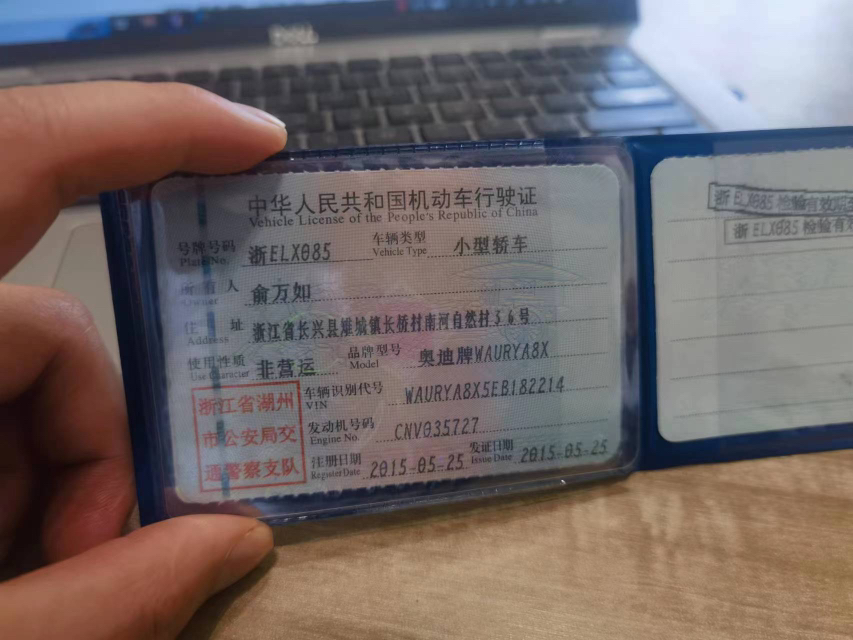 DELL
中华人民共和国机动车行驶证
Vehicle License of the People's Republic of China
号牌号码 浙ELX085 车辆类型 小型轿车
Plate No. Vehicle Type
所有人 俞万如
Owner
住址 浙江省长兴县雉城镇长桥村南河自然村36号
Address
使用性质 非营运 品牌型号 奥迪牌WAURYA8X
Use Character Model
浙江省湖州
市公安局交
通警察支队
车辆识别代号 WAURYA8X5EB182214
VIN
发动机号码 CNV035727
Engine No.
注册日期 2015-05-25 发证日期 2015-05-25
Register Date Issue Date
浙ELX085 检验有效
浙ELX085 检验有